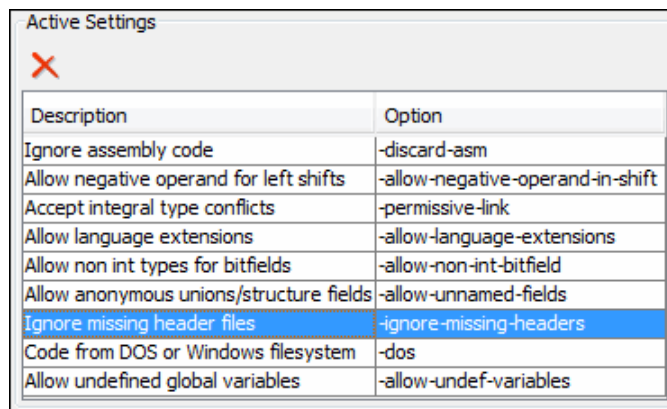 Active Settings
Description Option
Ignore assembly code -discard-asm
Allow negative operand for left shifts -allow-negative-operand-in-shift
Accept integral type conflicts -permissive-link
Allow language extensions -allow-language-extensions
Allow non int types for bitfields -allow-non-int-bitfield
Allow anonymous unions/structure fields -allow-unnamed-fields
Ignore missing header files -ignore-missing-headers
Code from DOS or Windows filesystem -dos
Allow undefined global variables -allow-undef-variables